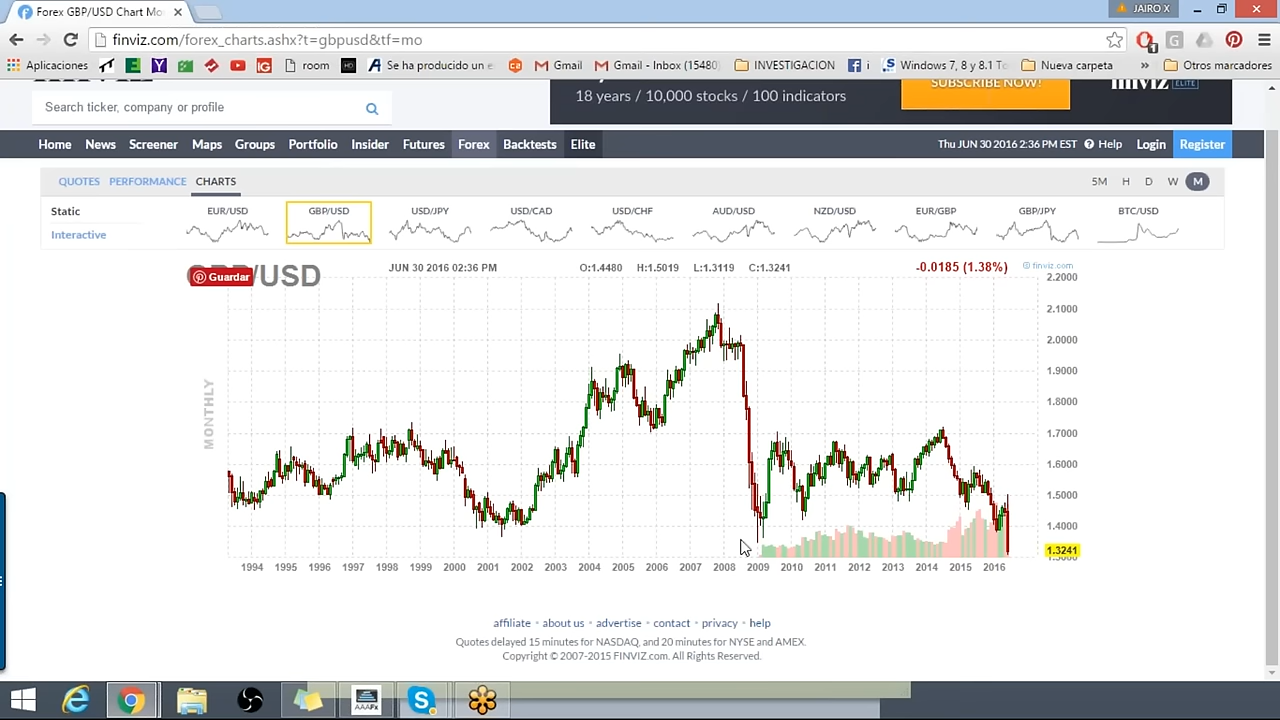 Forex GBP/USD Chart Mo
JAIRO X
finviz.com/forex_charts.ashx?t=gbpusd&tf=mo
Aplicaciones
room
Se ha producido un e
Gmail
Gmail - Inbox (15480
INVESTIGACION
Windows 7, 8 y 8.1 To
Nueva carpeta
Otros marcadores
SUBSCRIBE NOW!
finviz ELITE
18 years / 10,000 stocks / 100 indicators
Search ticker, company or profile
Home News Screener Maps Groups Portfolio Insider Futures Forex Backtests Elite
Thu JUN 30 2016 2:36 PM EST Help Login Register
QUOTES PERFORMANCE CHARTS
5M H D W M
Static
Interactive
EUR/USD GBP/USD USD/JPY USD/CAD USD/CHF AUD/USD NZD/USD EUR/GBP GBP/JPY BTC/USD
Guardar
/USD
JUN 30 2016 02:36 PM O:1.4480 H:1.5019 L:1.3119 C:1.3241
-0.0185 (1.38%)
© finviz.com
2.2000
2.1000
2.0000
1.9000
1.8000
1.7000
1.6000
1.5000
1.4000
1.3241
MONTHLY
1994 1995 1996 1997 1998 1999 2000 2001 2002 2003 2004 2005 2006 2007 2008 2009 2010 2011 2012 2013 2014 2015 2016
affiliate • about us • advertise • contact • privacy • help
Quotes delayed 15 minutes for NASDAQ, and 20 minutes for NYSE and AMEX.
Copyright © 2007-2015 FINVIZ.com. All Rights Reserved.
AAAFx